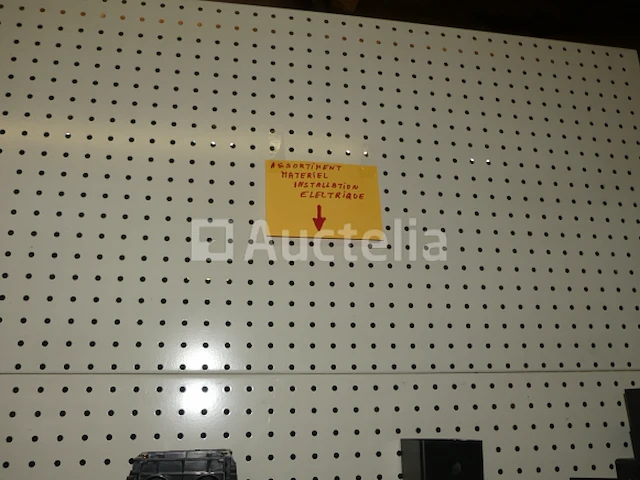 ASSORTIMENT
MATERIEL
INSTALLATION
ELECTRIQUE
Auctelia